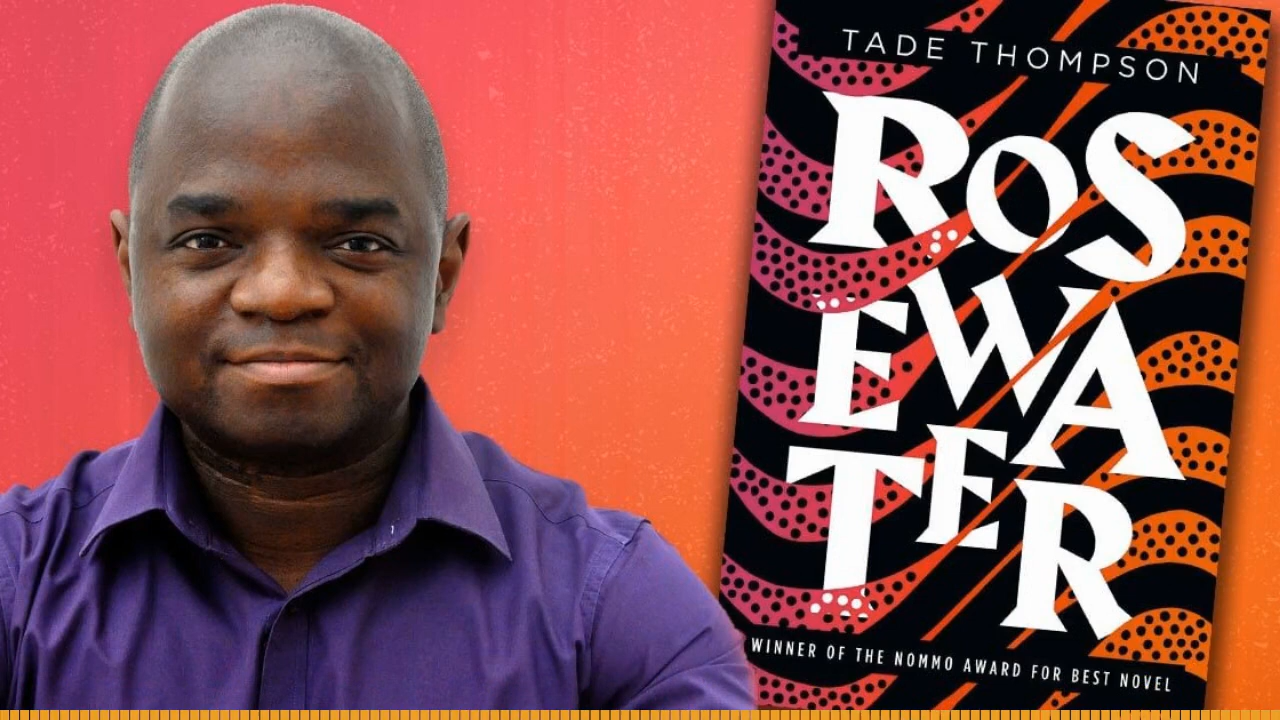 TADE THOMPSON
ROS
EWA
TER
WINNER OF THE NOMMO AWARD FOR BEST NOVEL